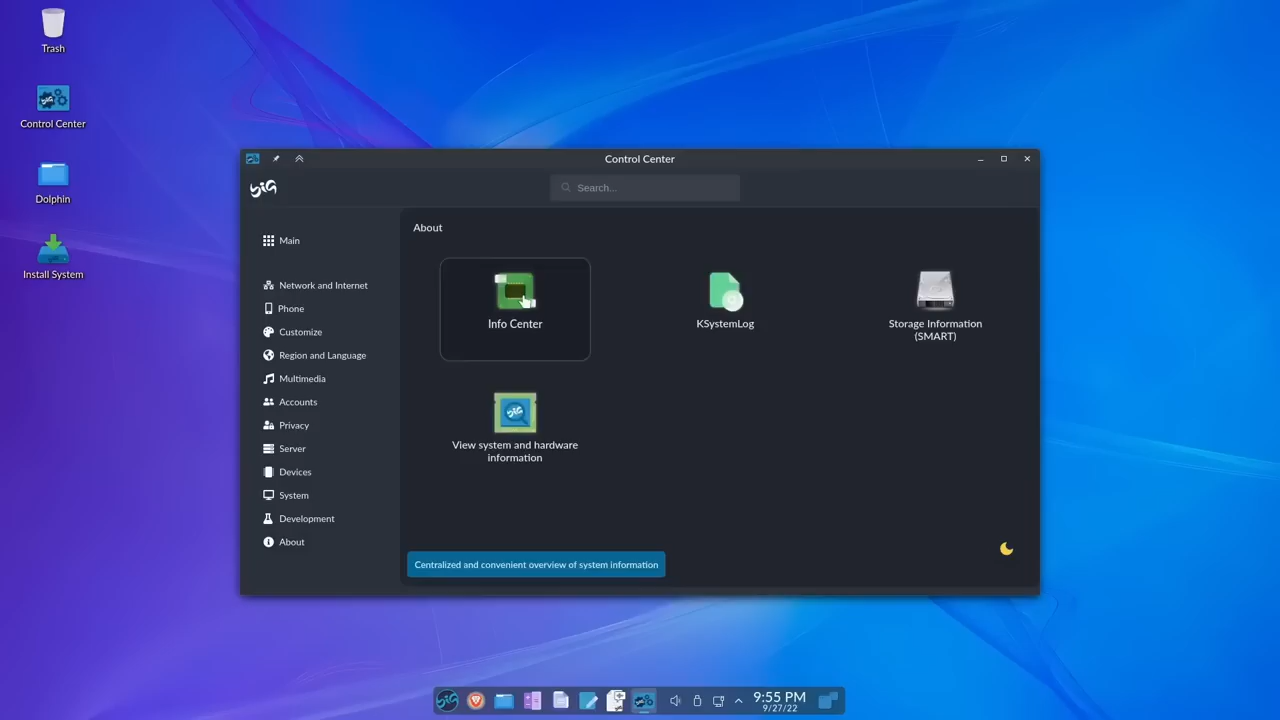 Trash
Control Center
Dolphin
Install System
Control Center
big
Search...
Main
Network and Internet
Phone
Customize
Region and Language
Multimedia
Accounts
Privacy
Server
Devices
System
Development
About
About
Info Center
KSystemLog
Storage Information
(SMART)
View system and hardware
information
Centralized and convenient overview of system information
9:55 PM
9/27/22